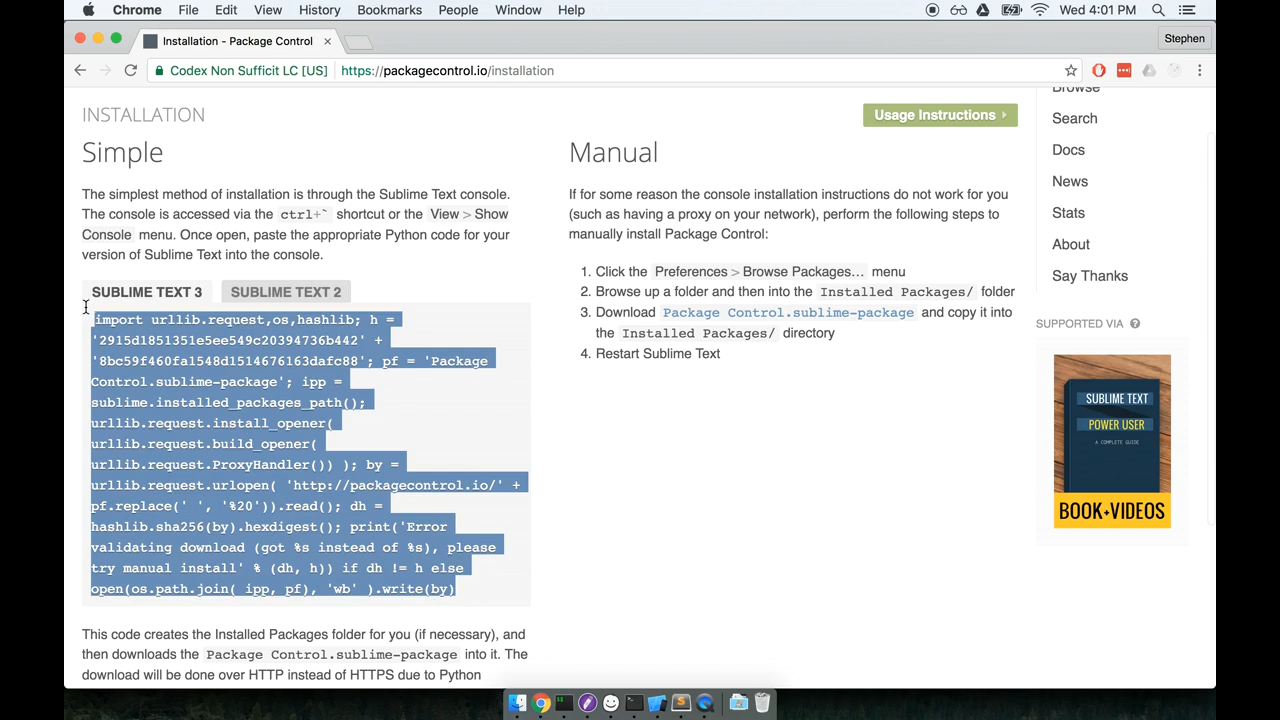 Chrome File Edit View History Bookmarks People Window Help Wed 4:01 PM
Installation - Package Control × Stephen
Codex Non Sufficit LC [US] https://packagecontrol.io/installation
INSTALLATION
Usage Instructions
Simple
The simplest method of installation is through the Sublime Text console.
The console is accessed via the ctrl+` shortcut or the View > Show
Console menu. Once open, paste the appropriate Python code for your
version of Sublime Text into the console.
SUBLIME TEXT 3 SUBLIME TEXT 2
import urllib.request,os,hashlib; h =
'2915d1851351e5ee549c20394736b442' +
'8bc59f460fa1548d1514676163dafc88'; pf = 'Package
Control.sublime-package'; ipp =
sublime.installed_packages_path();
urllib.request.install_opener(
urllib.request.build_opener(
urllib.request.ProxyHandler()) ); by =
urllib.request.urlopen( 'http://packagecontrol.io/' +
pf.replace(' ', '%20')).read(); dh =
hashlib.sha256(by).hexdigest(); print('Error
validating download (got %s instead of %s), please
try manual install' % (dh, h)) if dh != h else
open(os.path.join( ipp, pf), 'wb' ).write(by)
This code creates the Installed Packages folder for you (if necessary), and
then downloads the Package Control.sublime-package into it. The
download will be done over HTTP instead of HTTPS due to Python
Manual
If for some reason the console installation instructions do not work for you
(such as having a proxy on your network), perform the following steps to
manually install Package Control:
1. Click the Preferences > Browse Packages… menu
2. Browse up a folder and then into the Installed Packages/ folder
3. Download Package Control.sublime-package and copy it into
the Installed Packages/ directory
4. Restart Sublime Text
Browse
Search
Docs
News
Stats
About
Say Thanks
SUPPORTED VIA ?
SUBLIME TEXT
POWER USER
A COMPLETE GUIDE
BOOK+VIDEOS